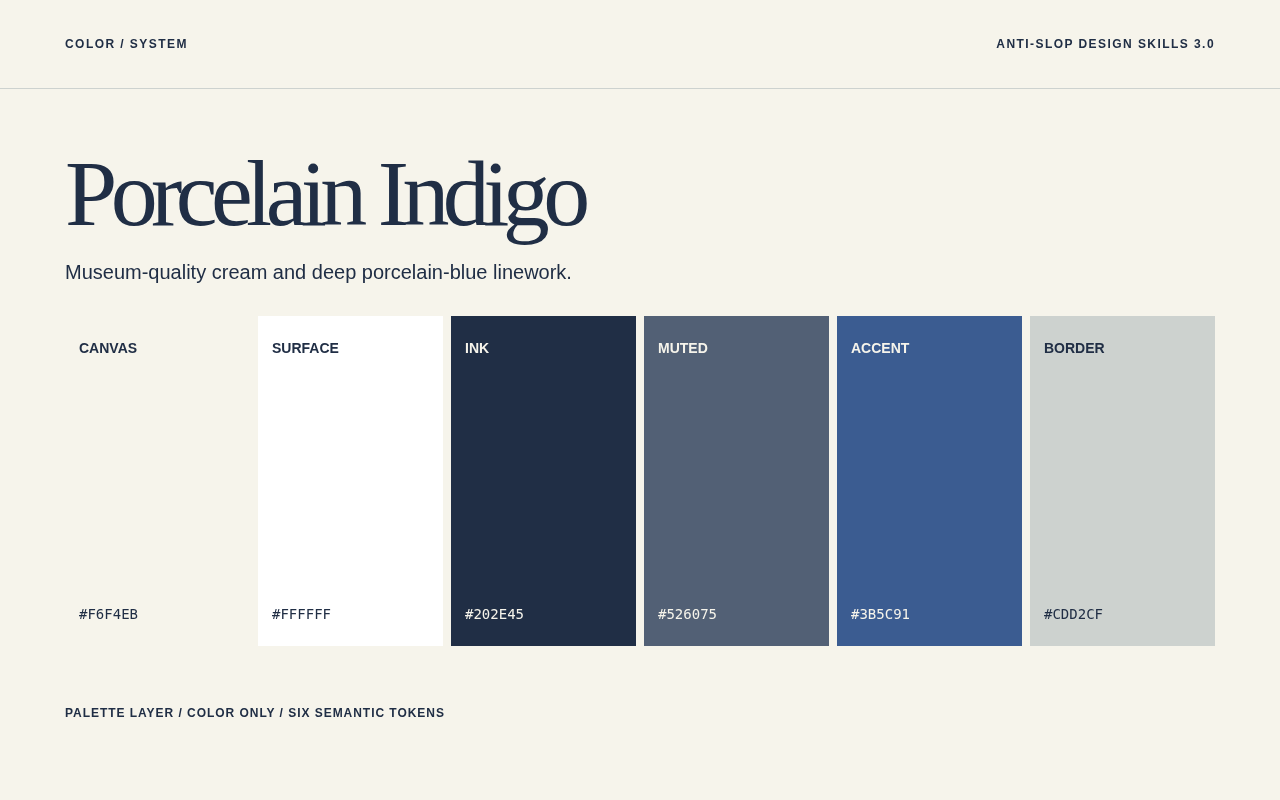 COLOR / SYSTEM
ANTI-SLOP DESIGN SKILLS 3.0
Porcelain Indigo
Museum-quality cream and deep porcelain-blue linework.
CANVAS
SURFACE
INK
MUTED
ACCENT
BORDER
#F6F4EB
#FFFFFF
#202E45
#526075
#3B5C91
#CDD2CF
PALETTE LAYER / COLOR ONLY / SIX SEMANTIC TOKENS